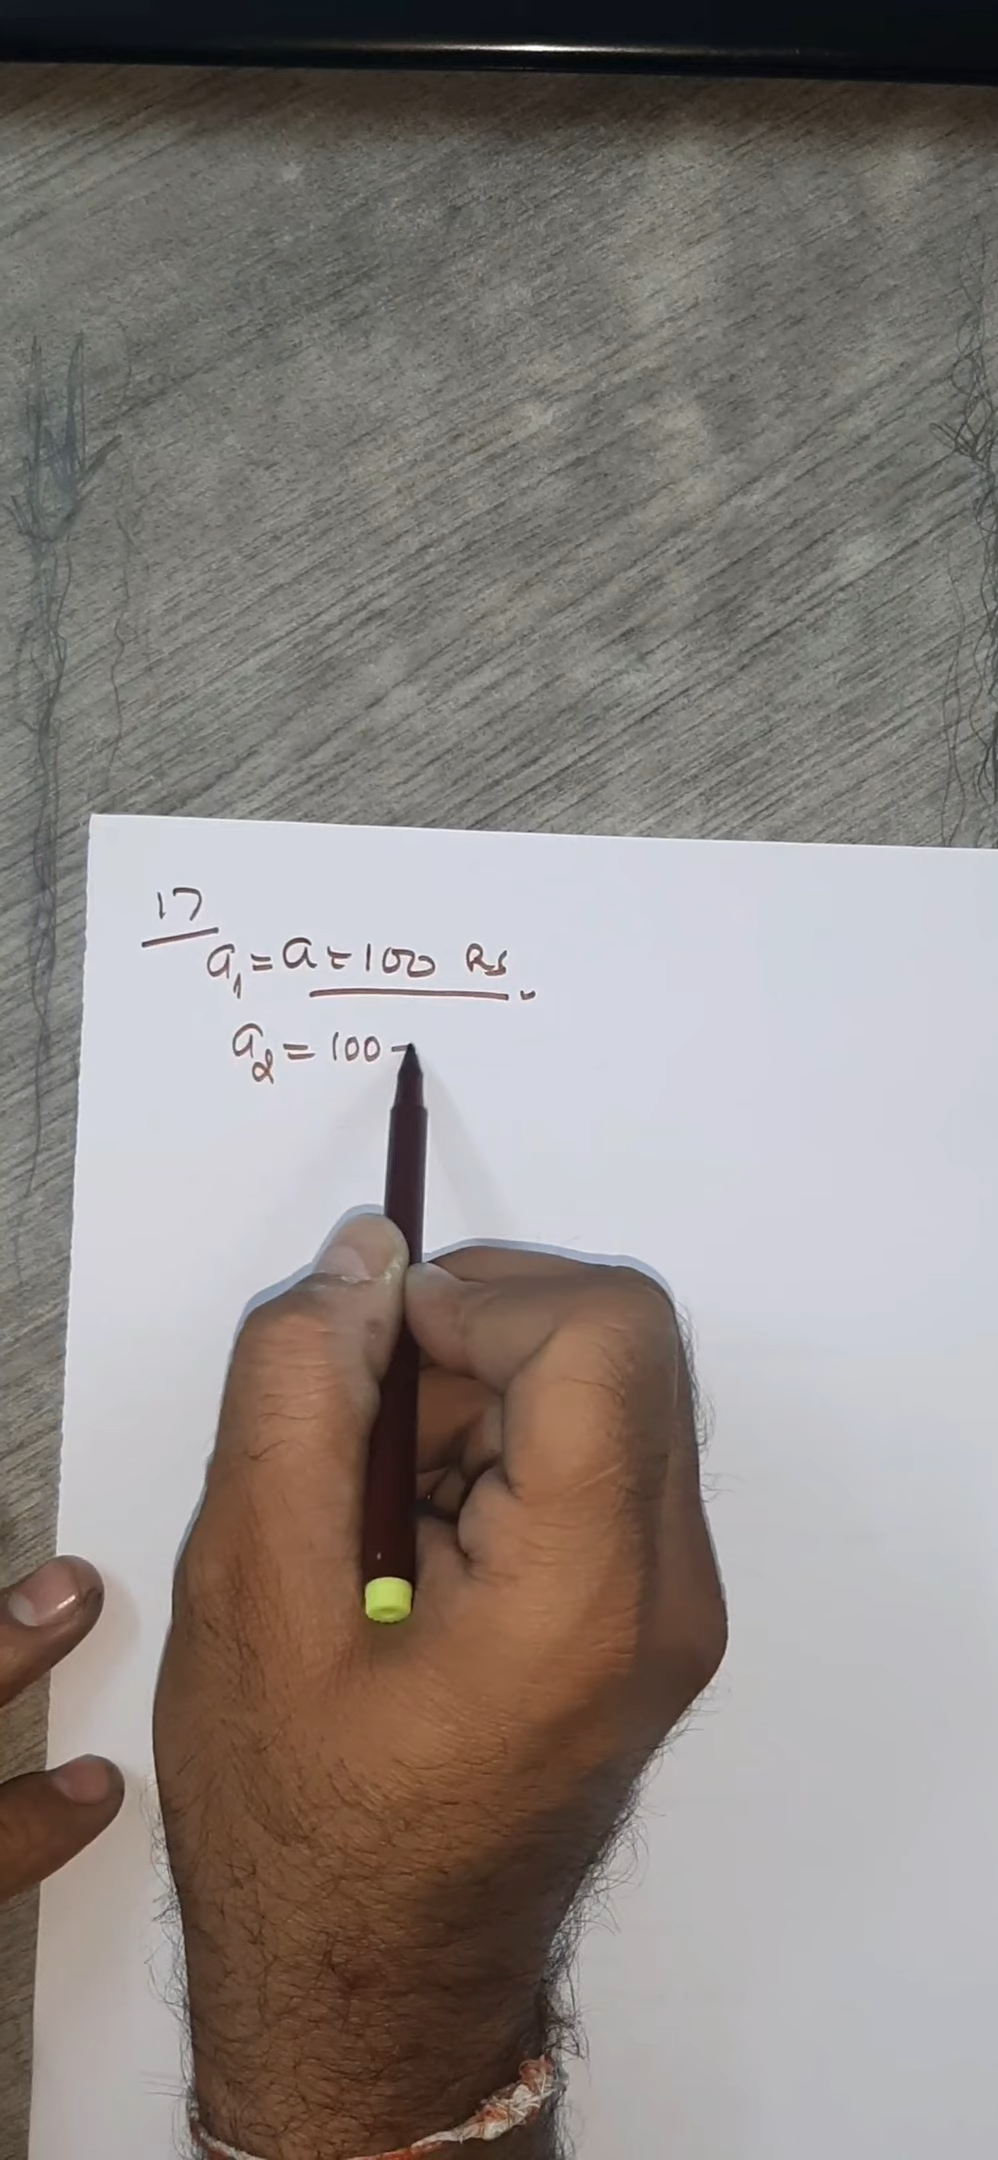 17
a₁ = a = 100 Rs.
a₂ = 100 -